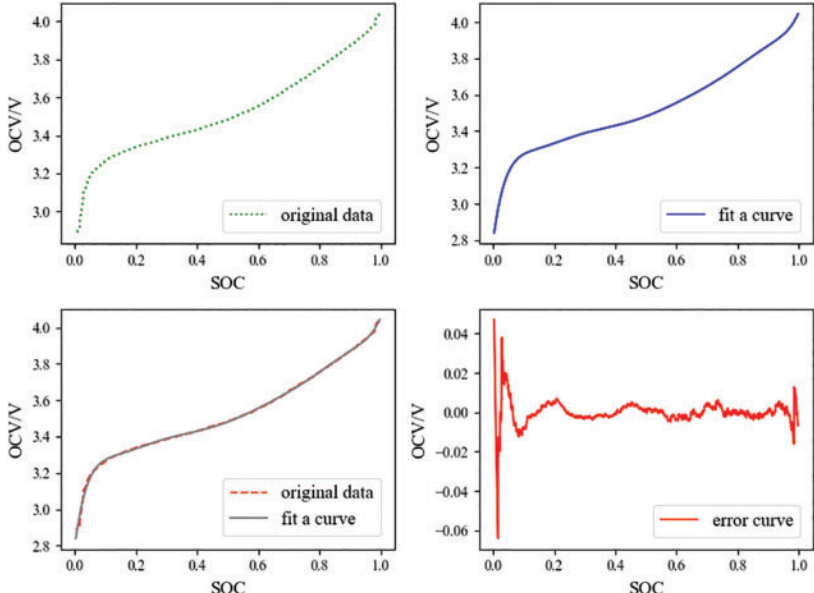 OCV/V
4.0
3.8
3.6
3.4
3.2
3.0
0.0 0.2 0.4 0.6 0.8 1.0
SOC
original data
OCV/V
4.0
3.8
3.6
3.4
3.2
3.0
2.8
0.0 0.2 0.4 0.6 0.8 1.0
SOC
fit a curve
OCV/V
4.0
3.8
3.6
3.4
3.2
3.0
2.8
0.0 0.2 0.4 0.6 0.8 1.0
SOC
original data
fit a curve
OCV/V
0.04
0.02
0.00
−0.02
−0.04
−0.06
0.0 0.2 0.4 0.6 0.8 1.0
SOC
error curve